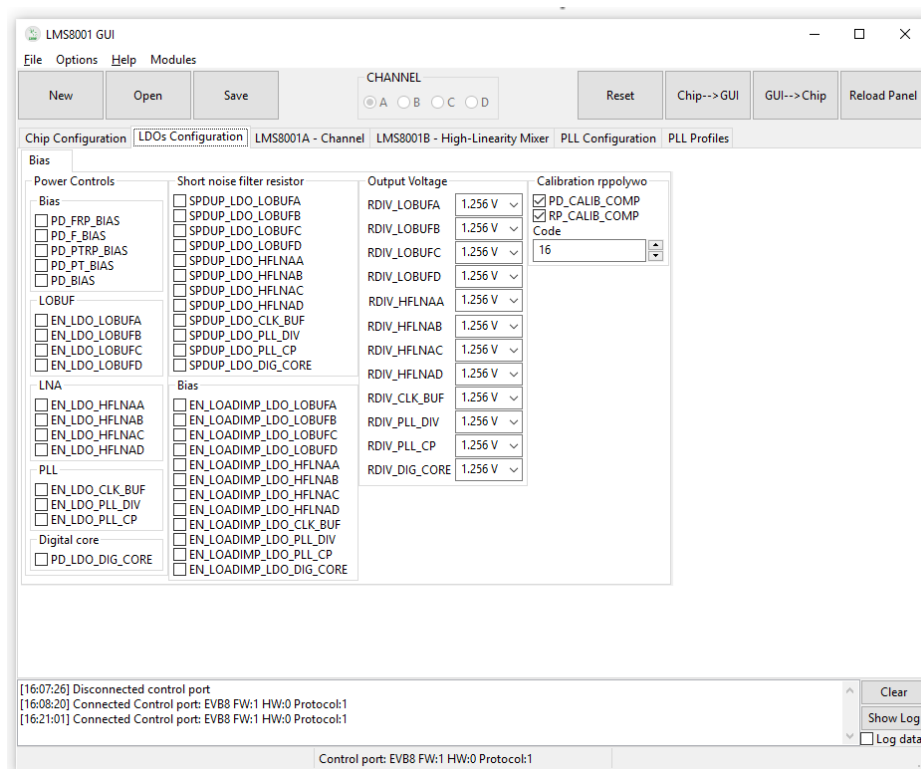 LMS8001 GUI
File Options Help Modules
New Open Save
CHANNEL
A B C D
Reset Chip-->GUI GUI-->Chip Reload Panel
Chip Configuration LDOs Configuration LMS8001A - Channel LMS8001B - High-Linearity Mixer PLL Configuration PLL Profiles
Bias
Power Controls
Bias
PD_FRP_BIAS
PD_F_BIAS
PD_PTRP_BIAS
PD_PT_BIAS
PD_BIAS
LOBUF
EN_LDO_LOBUFA
EN_LDO_LOBUFB
EN_LDO_LOBUFC
EN_LDO_LOBUFD
LNA
EN_LDO_HFLNAA
EN_LDO_HFLNAB
EN_LDO_HFLNAC
EN_LDO_HFLNAD
PLL
EN_LDO_CLK_BUF
EN_LDO_PLL_DIV
EN_LDO_PLL_CP
Digital core
PD_LDO_DIG_CORE
Short noise filter resistor
SPDUP_LDO_LOBUFA
SPDUP_LDO_LOBUFB
SPDUP_LDO_LOBUFC
SPDUP_LDO_LOBUFD
SPDUP_LDO_HFLNAA
SPDUP_LDO_HFLNAB
SPDUP_LDO_HFLNAC
SPDUP_LDO_HFLNAD
SPDUP_LDO_CLK_BUF
SPDUP_LDO_PLL_DIV
SPDUP_LDO_PLL_CP
SPDUP_LDO_DIG_CORE
Bias
EN_LOADIMP_LDO_LOBUFA
EN_LOADIMP_LDO_LOBUFB
EN_LOADIMP_LDO_LOBUFC
EN_LOADIMP_LDO_LOBUFD
EN_LOADIMP_LDO_HFLNAA
EN_LOADIMP_LDO_HFLNAB
EN_LOADIMP_LDO_HFLNAC
EN_LOADIMP_LDO_HFLNAD
EN_LOADIMP_LDO_CLK_BUF
EN_LOADIMP_LDO_PLL_DIV
EN_LOADIMP_LDO_PLL_CP
EN_LOADIMP_LDO_DIG_CORE
Output Voltage
RDIV_LOBUFA 1.256 V
RDIV_LOBUFB 1.256 V
RDIV_LOBUFC 1.256 V
RDIV_LOBUFD 1.256 V
RDIV_HFLNAA 1.256 V
RDIV_HFLNAB 1.256 V
RDIV_HFLNAC 1.256 V
RDIV_HFLNAD 1.256 V
RDIV_CLK_BUF 1.256 V
RDIV_PLL_DIV 1.256 V
RDIV_PLL_CP 1.256 V
RDIV_DIG_CORE 1.256 V
Calibration rppolywo
PD_CALIB_COMP
RP_CALIB_COMP
Code
16
[16:07:26] Disconnected control port
[16:08:20] Connected Control port: EVB8 FW:1 HW:0 Protocol:1
[16:21:01] Connected Control port: EVB8 FW:1 HW:0 Protocol:1
Clear
Show Log
Log data
Control port: EVB8 FW:1 HW:0 Protocol:1